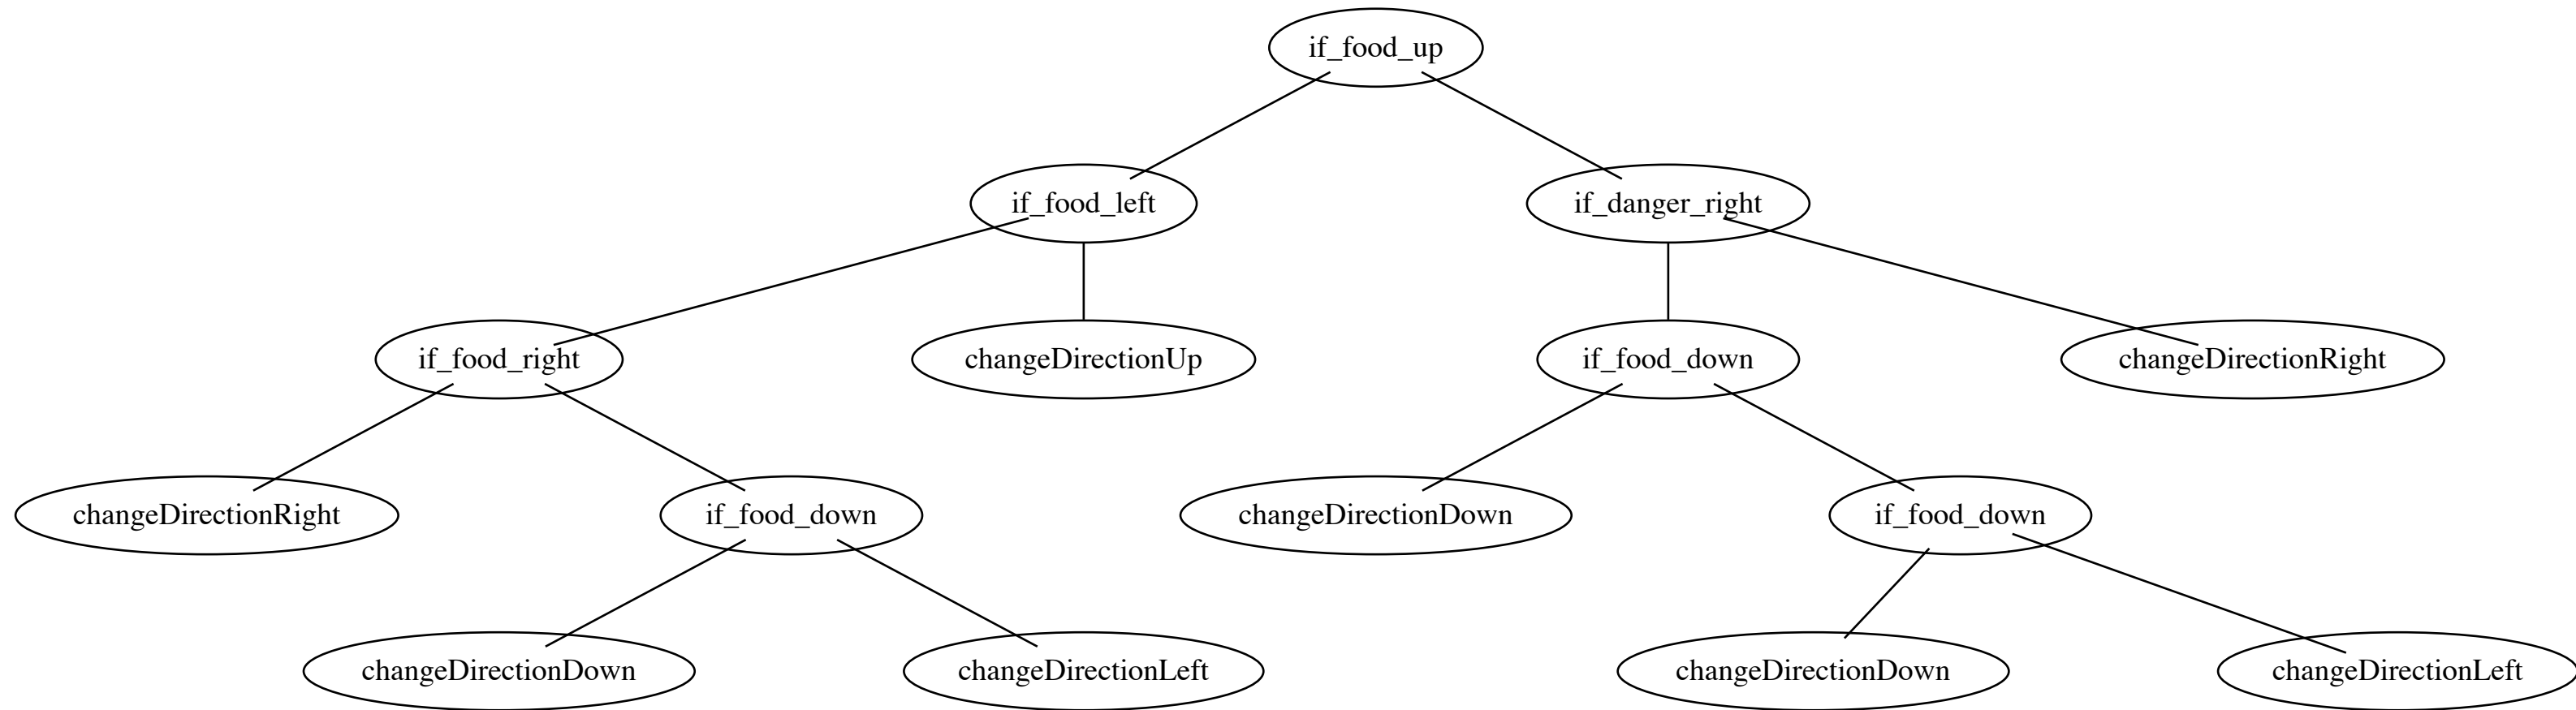 if_food_up
if_food_left
if_danger_right
if_food_right
changeDirectionUp
if_food_down
changeDirectionRight
changeDirectionRight
if_food_down
changeDirectionDown
if_food_down
changeDirectionDown
changeDirectionLeft
changeDirectionDown
changeDirectionLeft